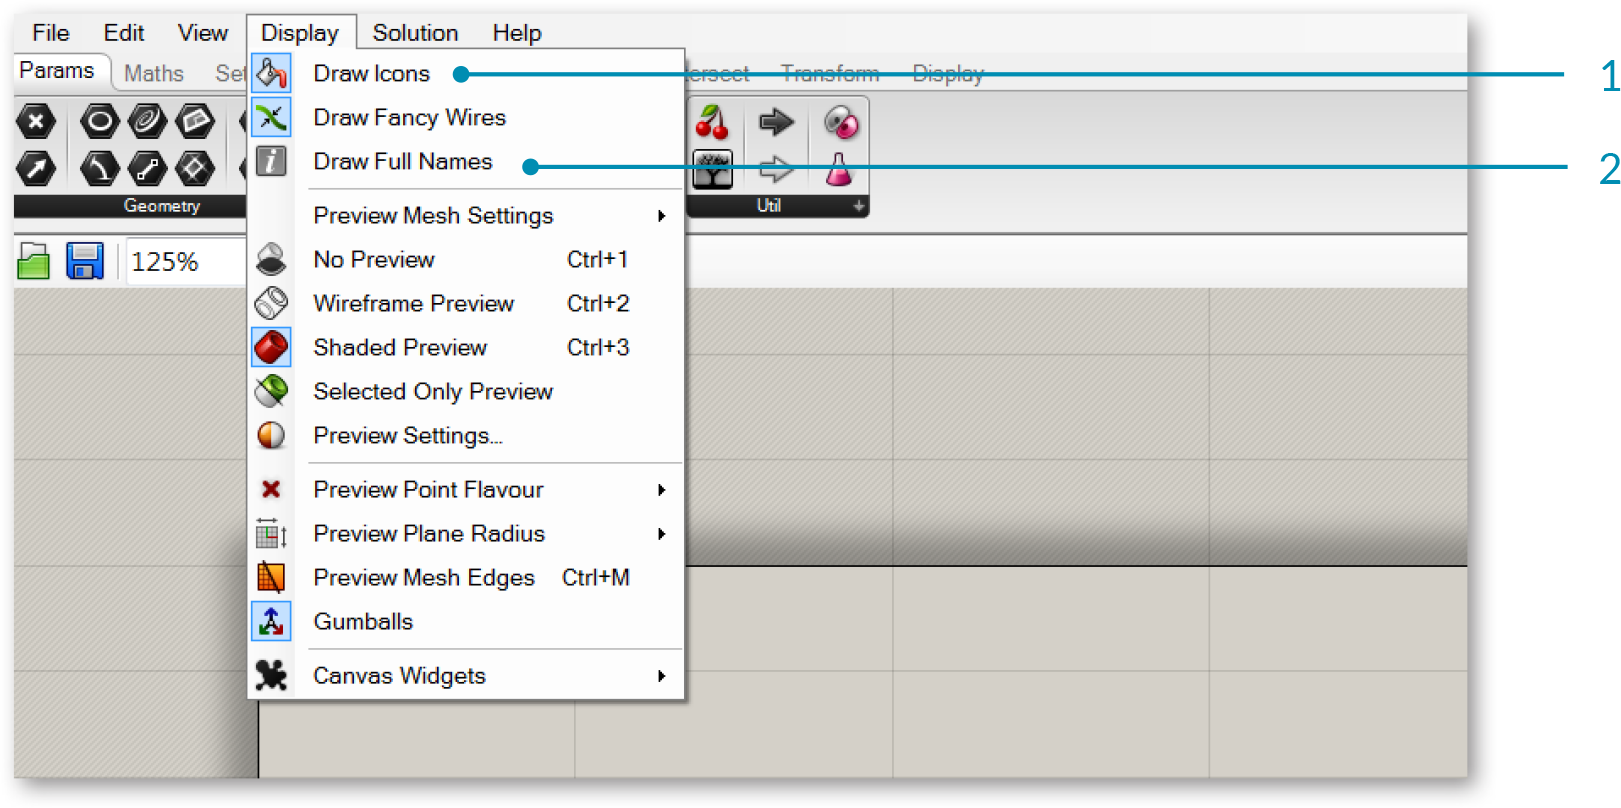 File Edit View Display Solution Help
Params Maths Transform Display
Draw Icons 1
Draw Fancy Wires
Draw Full Names 2
Geometry Util
Preview Mesh Settings
125%
No Preview Ctrl+1
Wireframe Preview Ctrl+2
Shaded Preview Ctrl+3
Selected Only Preview
Preview Settings...
Preview Point Flavour
Preview Plane Radius
Preview Mesh Edges Ctrl+M
Gumballs
Canvas Widgets